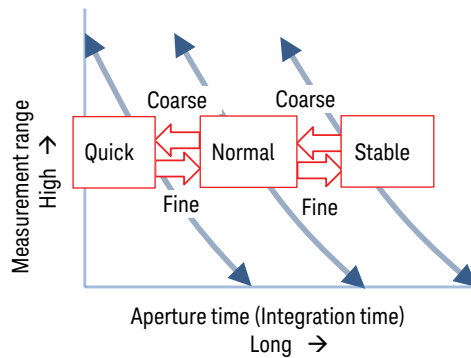 Measurement range
High →
Coarse
Coarse
Quick
Normal
Stable
Fine
Fine
Aperture time (Integration time)
Long →